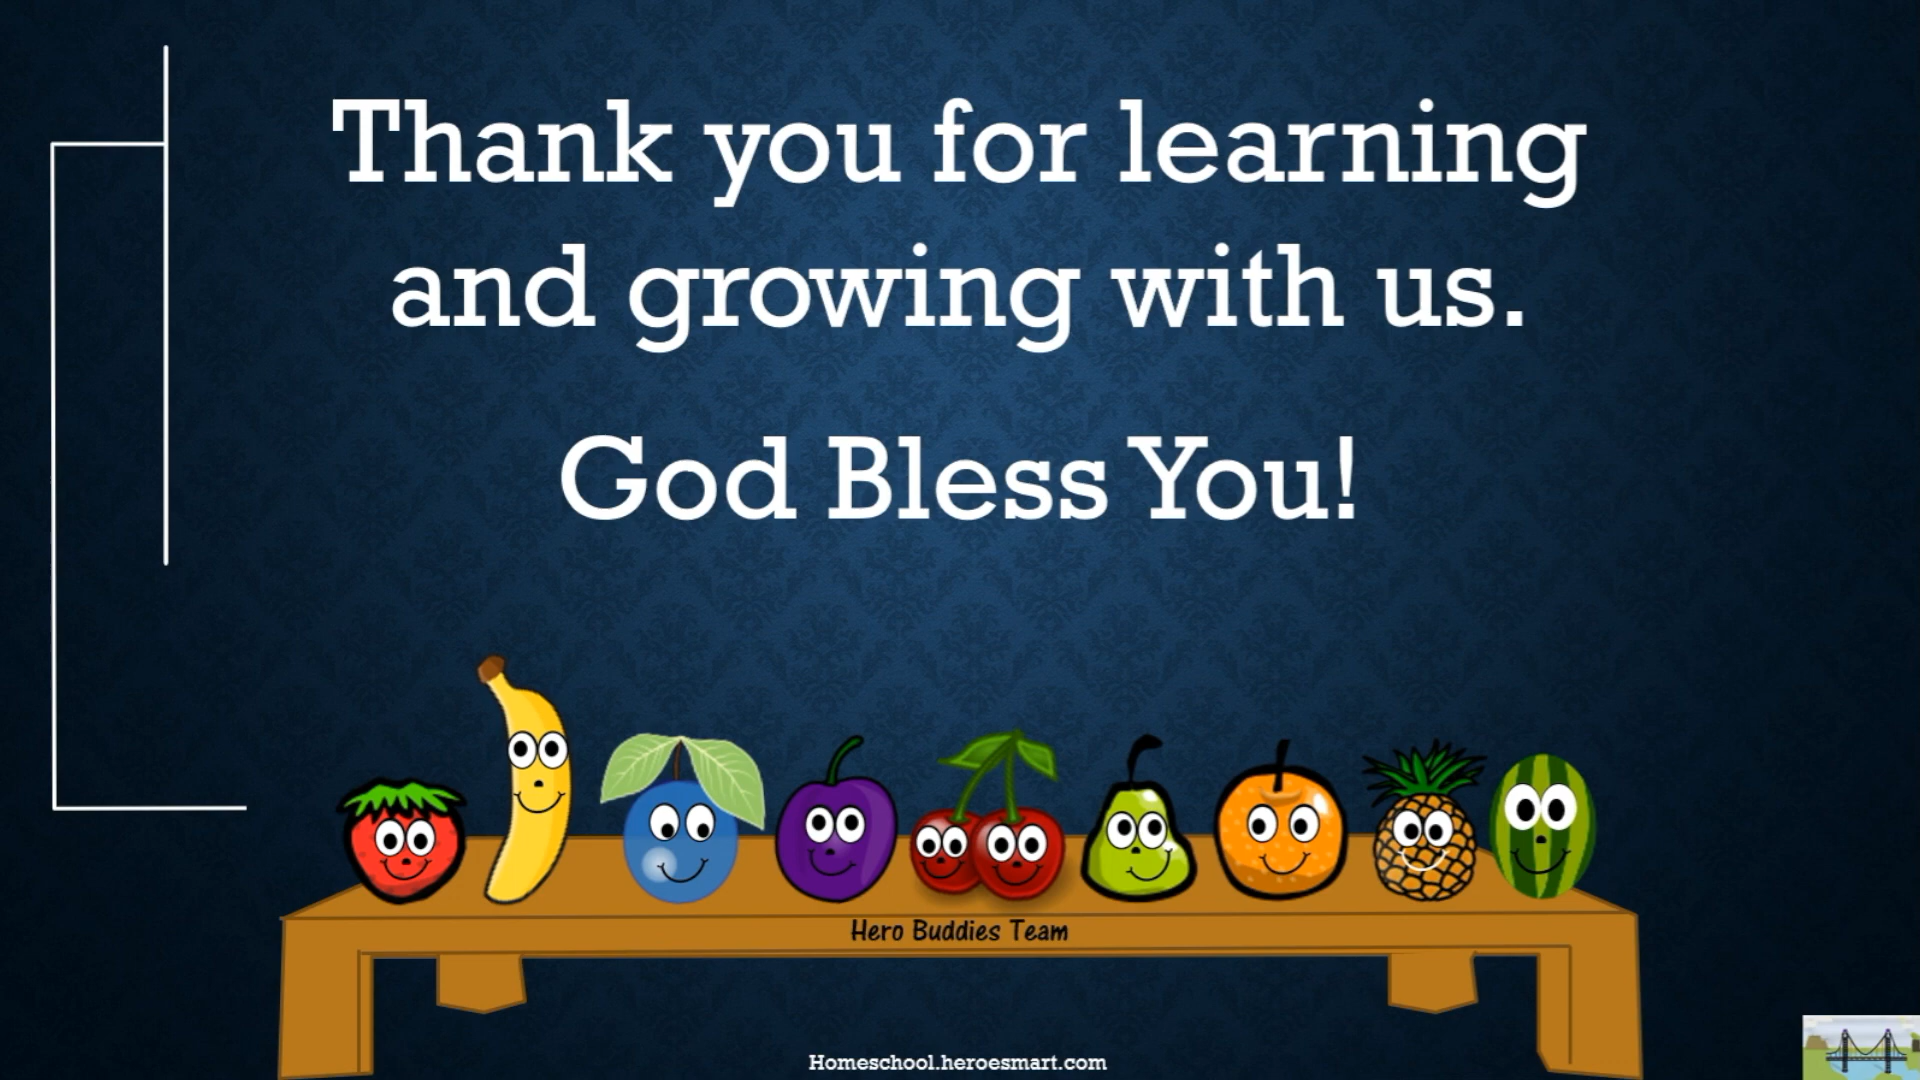 Thank you for learning
and growing with us.
God Bless You!
Hero Buddies Team
Homeschool.heroesmart.com